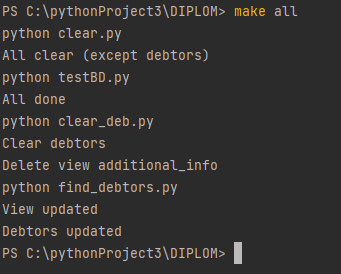 PS C:\pythonProject3\DIPLOM> make all
python clear.py
All clear (except debtors)
python testBD.py
All done
python clear_deb.py
Clear debtors
Delete view additional_info
python find_debtors.py
View updated
Debtors updated
PS C:\pythonProject3\DIPLOM>